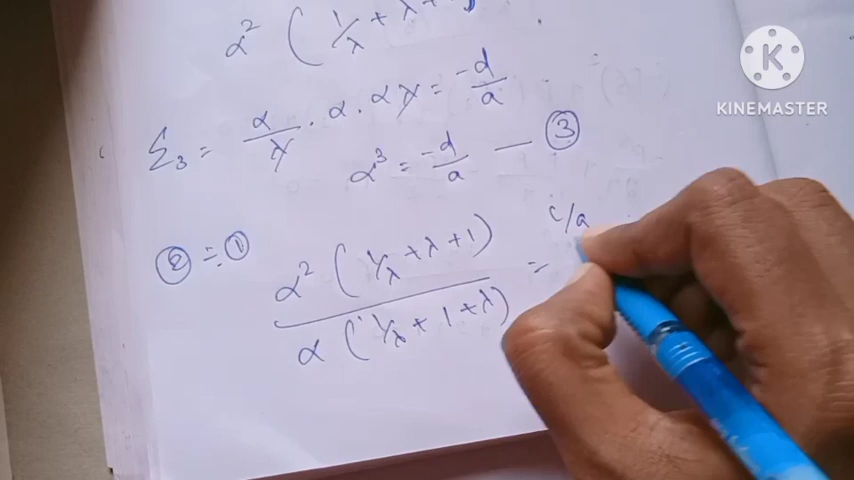 α² ( 1/λ + λ +
Σ₃ = α/λ . α . αλ = -d/a
α³ = -d/a — ③
② ÷ ① α² ( 1/λ + λ + 1 ) / α ( 1/λ + 1 + λ ) = c/a
K
KINEMASTER